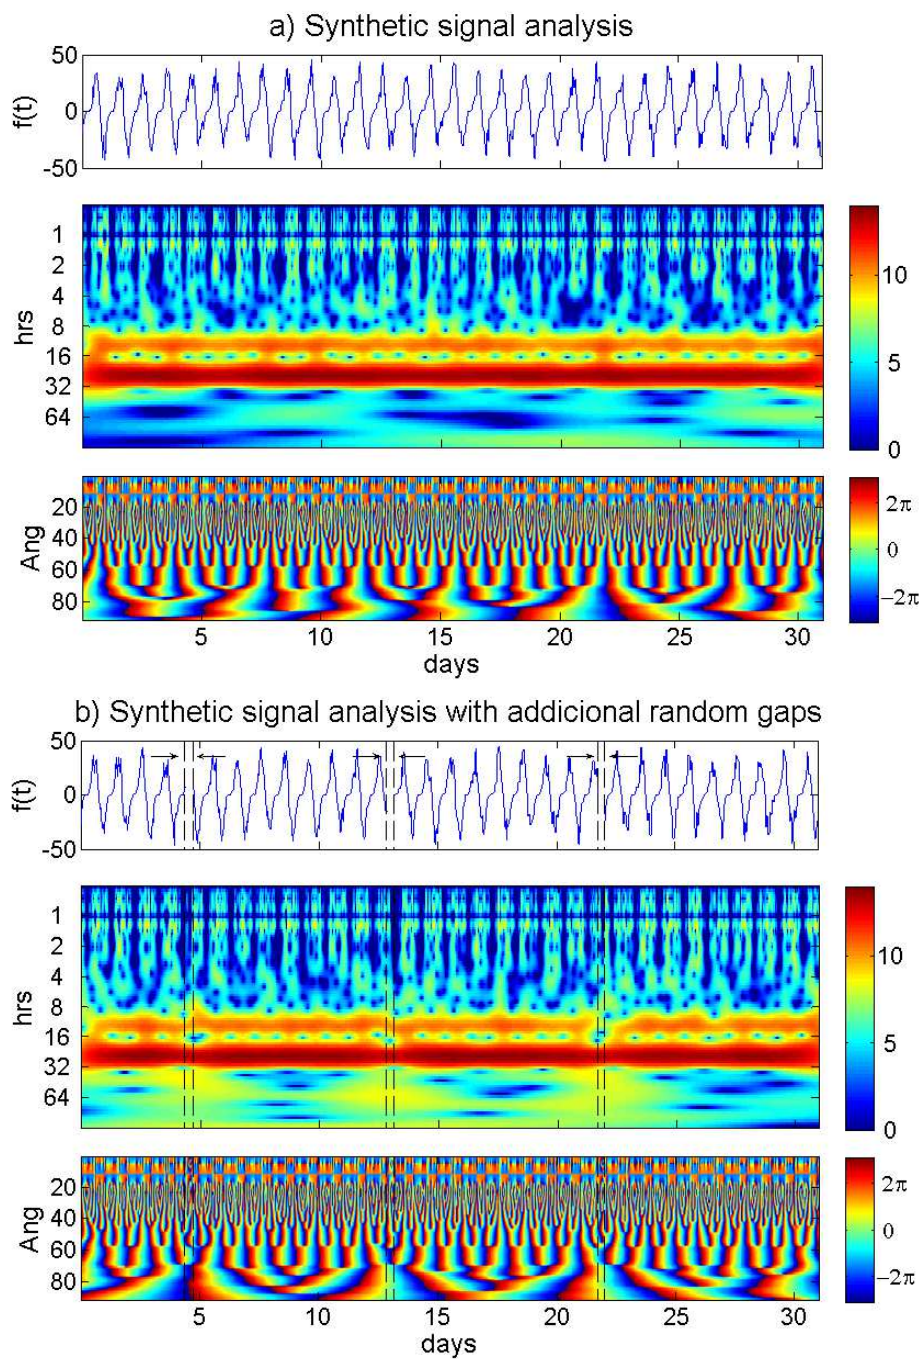 a) Synthetic signal analysis
50
0
-50
f(t)
1
2
4
8
16
32
64
hrs
10
5
0
20
40
60
80
Ang
2π
0
−2π
5 10 15 20 25 30
days
b) Synthetic signal analysis with addicional random gaps
50
0
-50
f(t)
1
2
4
8
16
32
64
hrs
10
5
0
20
40
60
80
Ang
2π
0
−2π
5 10 15 20 25 30
days